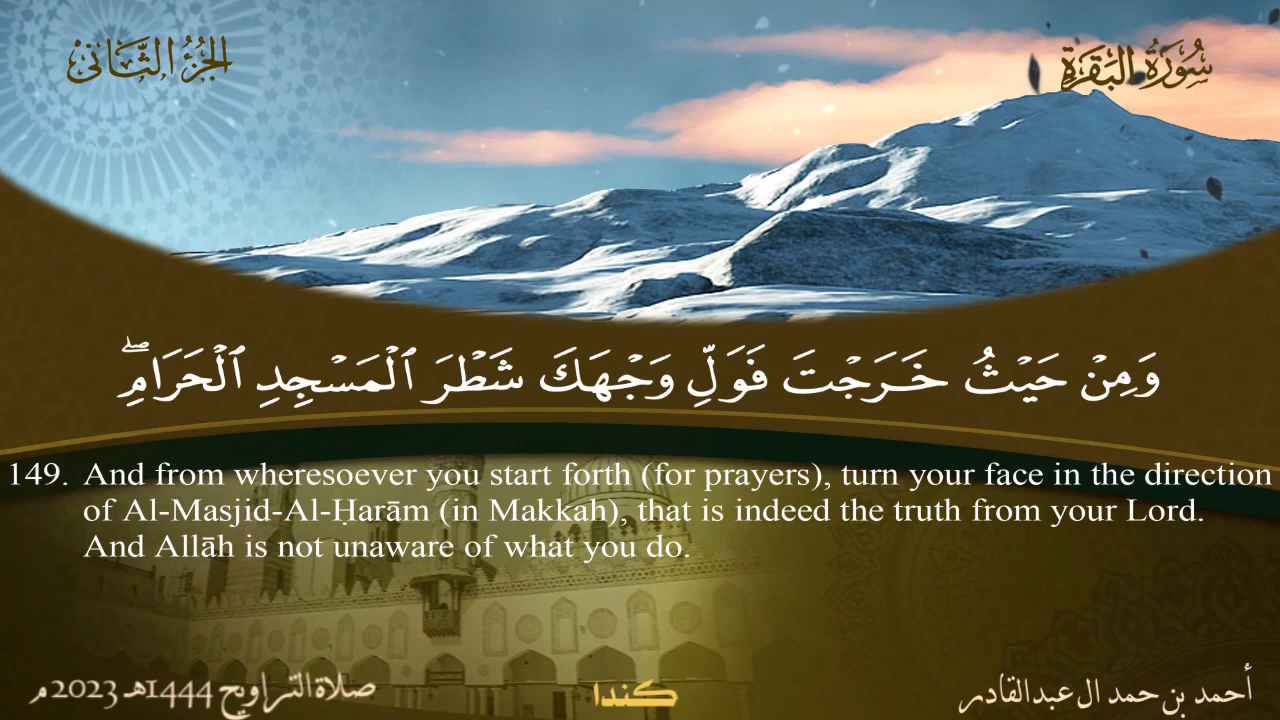 سُورَةُ البَقَرَةِ
الجُزْءُ الثَّانِي
وَمِنْ حَيْثُ خَرَجْتَ فَوَلِّ وَجْهَكَ شَطْرَ ٱلْمَسْجِدِ ٱلْحَرَامِۖ
149. And from wheresoever you start forth (for prayers), turn your face in the direction
of Al-Masjid-Al-Ḥarām (in Makkah), that is indeed the truth from your Lord.
And Allāh is not unaware of what you do.
أحمد بن حمد ال عبدالقادر
كندا
صلاة التراويح 1444هـ 2023م